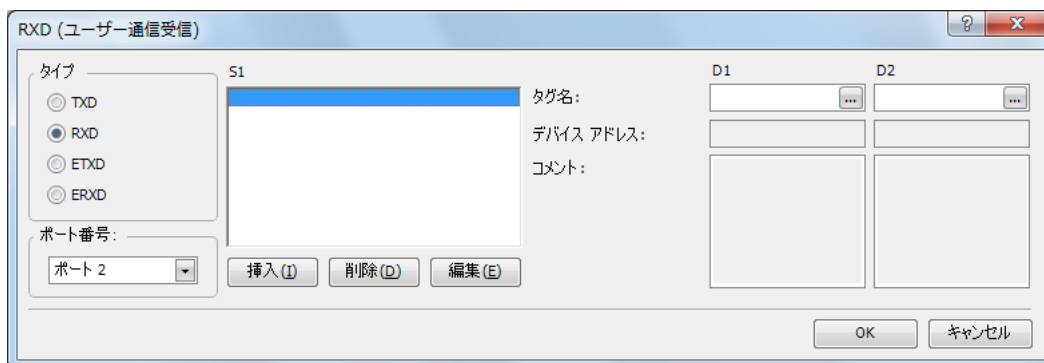 RXD (ユーザー通信受信)
タイプ
TXD
RXD
ETXD
ERXD
ポート番号:
ポート 2
S1
挿入(I)
削除(D)
編集(E)
D1
D2
タグ名:
...
...
デバイス アドレス:
コメント:
OK
キャンセル